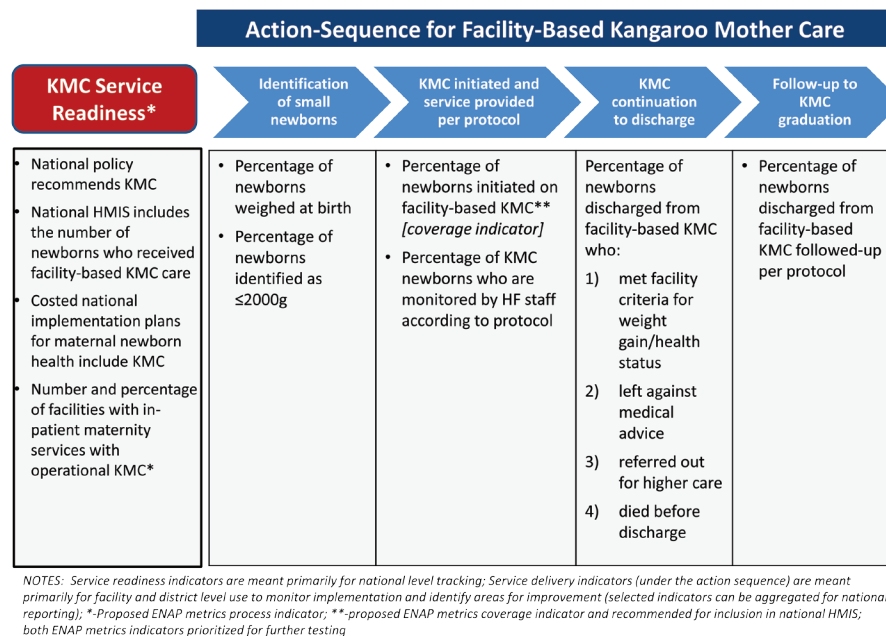 Action-Sequence for Facility-Based Kangaroo Mother Care
KMC Service
Readiness*
Identification
of small
newborns
KMC initiated and
service provided
per protocol
KMC
continuation
to discharge
Follow-up to
KMC
graduation
• National policy
recommends KMC
• National HMIS includes
the number of
newborns who received
facility-based KMC care
• Costed national
implementation plans
for maternal newborn
health include KMC
• Number and percentage
of facilities with in-
patient maternity
services with
operational KMC*
• Percentage of
newborns
weighed at birth
• Percentage of
newborns
identified as
≤2000g
• Percentage of
newborns initiated on
facility-based KMC**
[coverage indicator]
• Percentage of KMC
newborns who are
monitored by HF staff
according to protocol
Percentage of
newborns
discharged from
facility-based KMC
who:
1) met facility
criteria for
weight
gain/health
status
2) left against
medical
advice
3) referred out
for higher care
4) died before
discharge
• Percentage of
newborns
discharged from
facility-based
KMC followed-up
per protocol
NOTES: Service readiness indicators are meant primarily for national level tracking; Service delivery indicators (under the action sequence) are meant
primarily for facility and district level use to monitor implementation and identify areas for improvement (selected indicators can be aggregated for national
reporting); *-Proposed ENAP metrics process indicator; **-proposed ENAP metrics coverage indicator and recommended for inclusion in national HMIS;
both ENAP metrics indicators prioritized for further testing